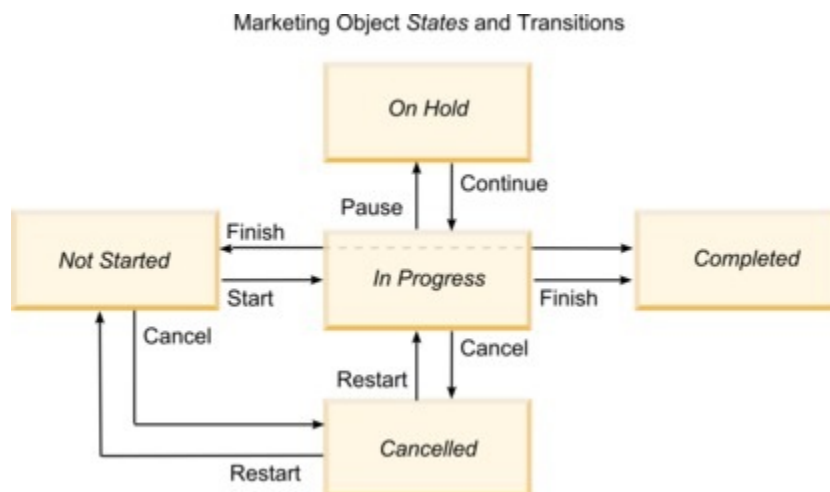 Marketing Object States and Transitions
On Hold
Pause
Continue
Not Started
Finish
Start
In Progress
Finish
Completed
Cancel
Restart
Cancel
Cancelled
Restart